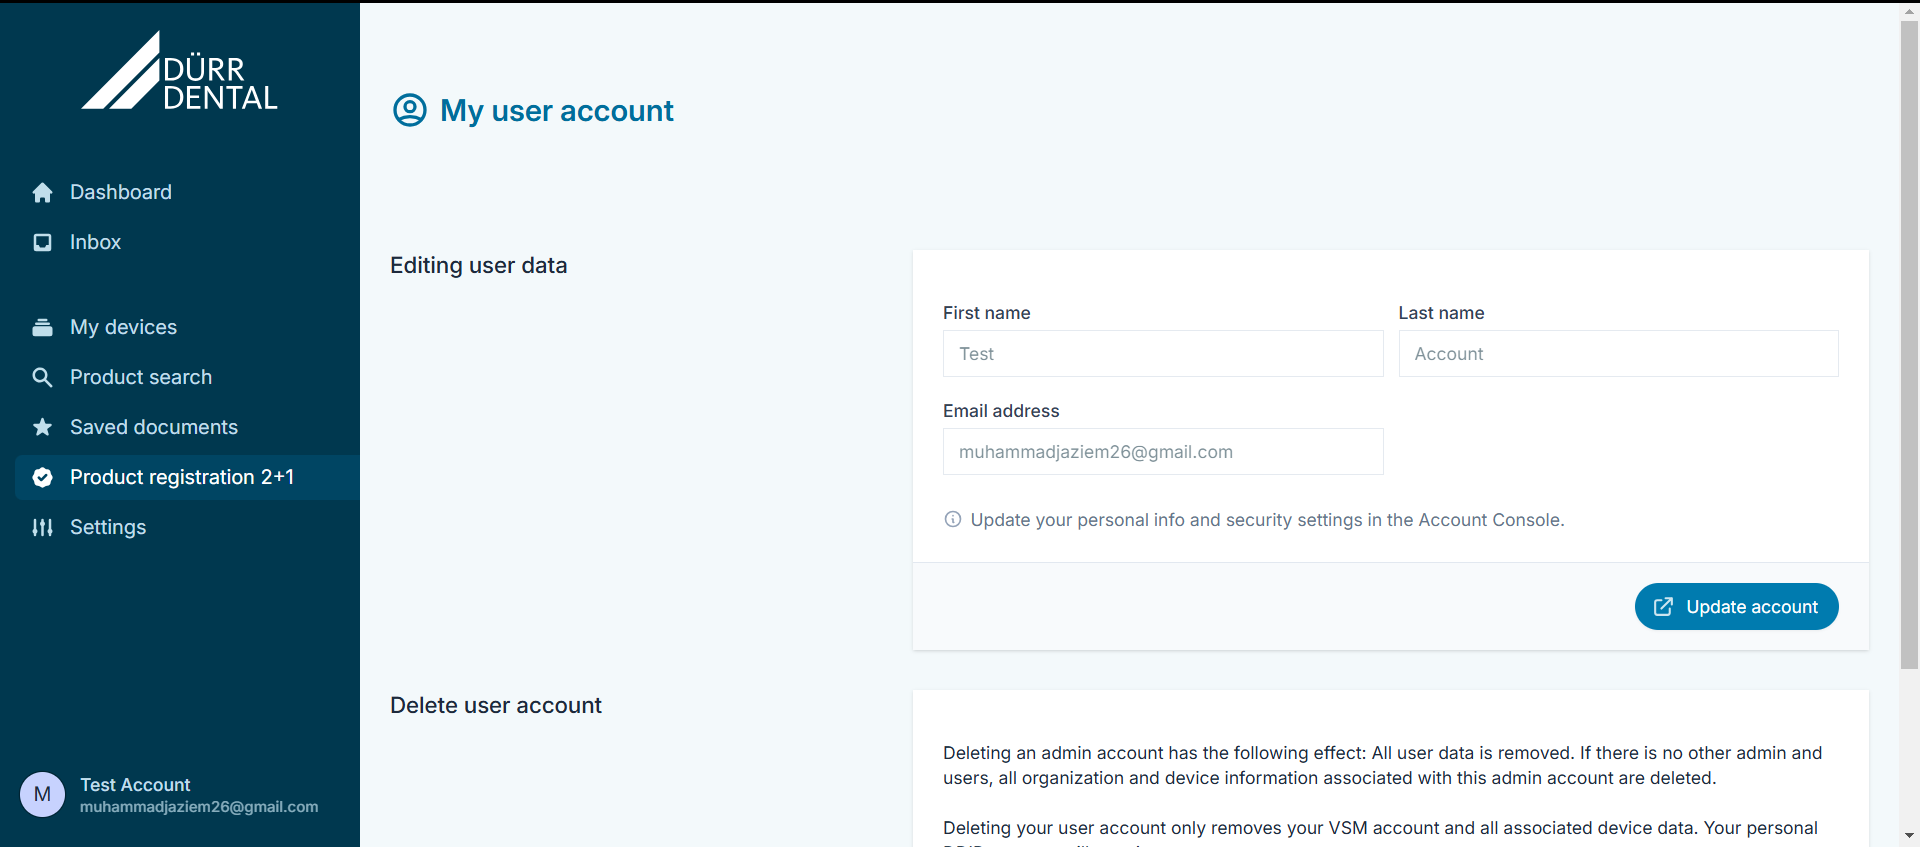 DÜRR
DENTAL
Dashboard
Inbox
My devices
Product search
Saved documents
Product registration 2+1
Settings
M
Test Account
muhammadjaziem26@gmail.com
My user account
Editing user data
First name
Last name
Test
Account
Email address
muhammadjaziem26@gmail.com
Update your personal info and security settings in the Account Console.
Update account
Delete user account
Deleting an admin account has the following effect: All user data is removed. If there is no other admin and
users, all organization and device information associated with this admin account are deleted.
Deleting your user account only removes your VSM account and all associated device data. Your personal